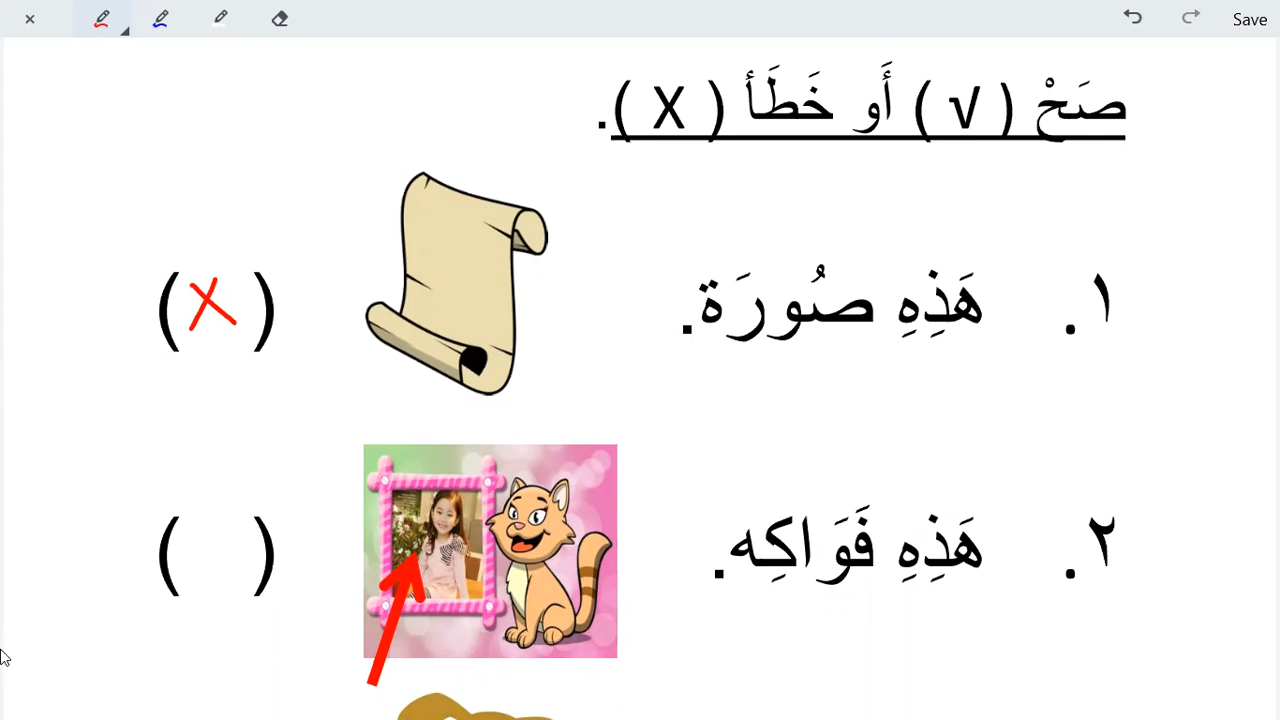 Save
صَحْ ( √ ) أَو خَطَأ ( X ).
١. هَذِهِ صُورَة. (X)
٢. هَذِهِ فَوَاكِه. ( )